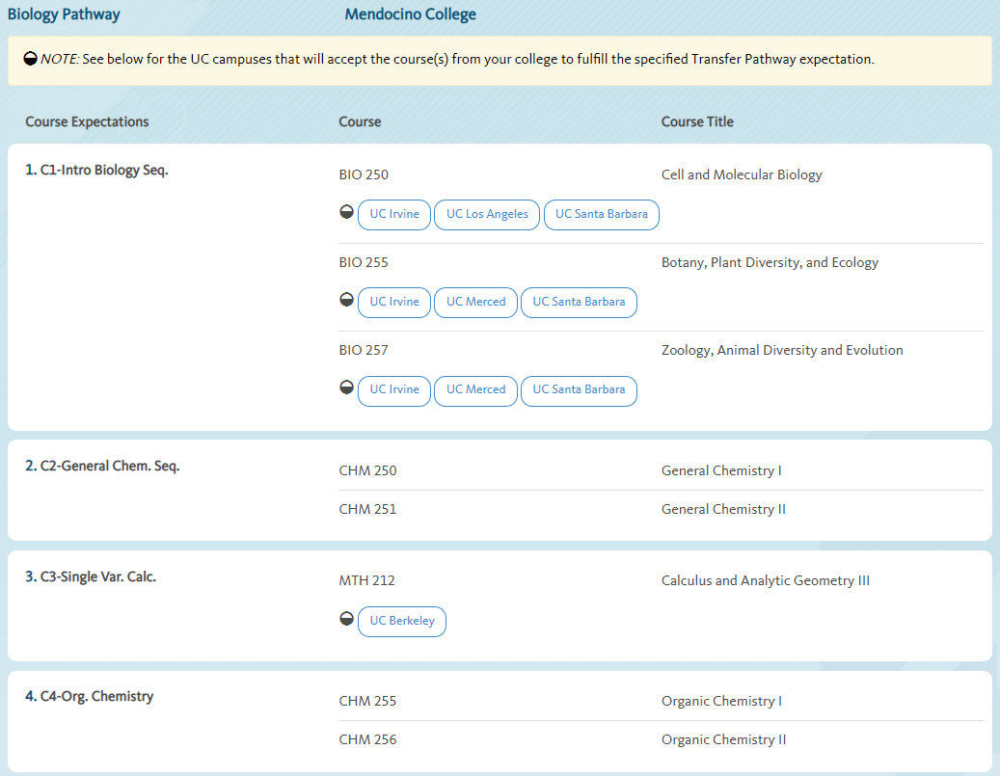 Biology Pathway Mendocino College
NOTE: See below for the UC campuses that will accept the course(s) from your college to fulfill the specified Transfer Pathway expectation.
Course Expectations Course Course Title
1. C1-Intro Biology Seq.
BIO 250 Cell and Molecular Biology
UC Irvine UC Los Angeles UC Santa Barbara
BIO 255 Botany, Plant Diversity, and Ecology
UC Irvine UC Merced UC Santa Barbara
BIO 257 Zoology, Animal Diversity and Evolution
UC Irvine UC Merced UC Santa Barbara
2. C2-General Chem. Seq.
CHM 250 General Chemistry I
CHM 251 General Chemistry II
3. C3-Single Var. Calc.
MTH 212 Calculus and Analytic Geometry III
UC Berkeley
4. C4-Org. Chemistry
CHM 255 Organic Chemistry I
CHM 256 Organic Chemistry II